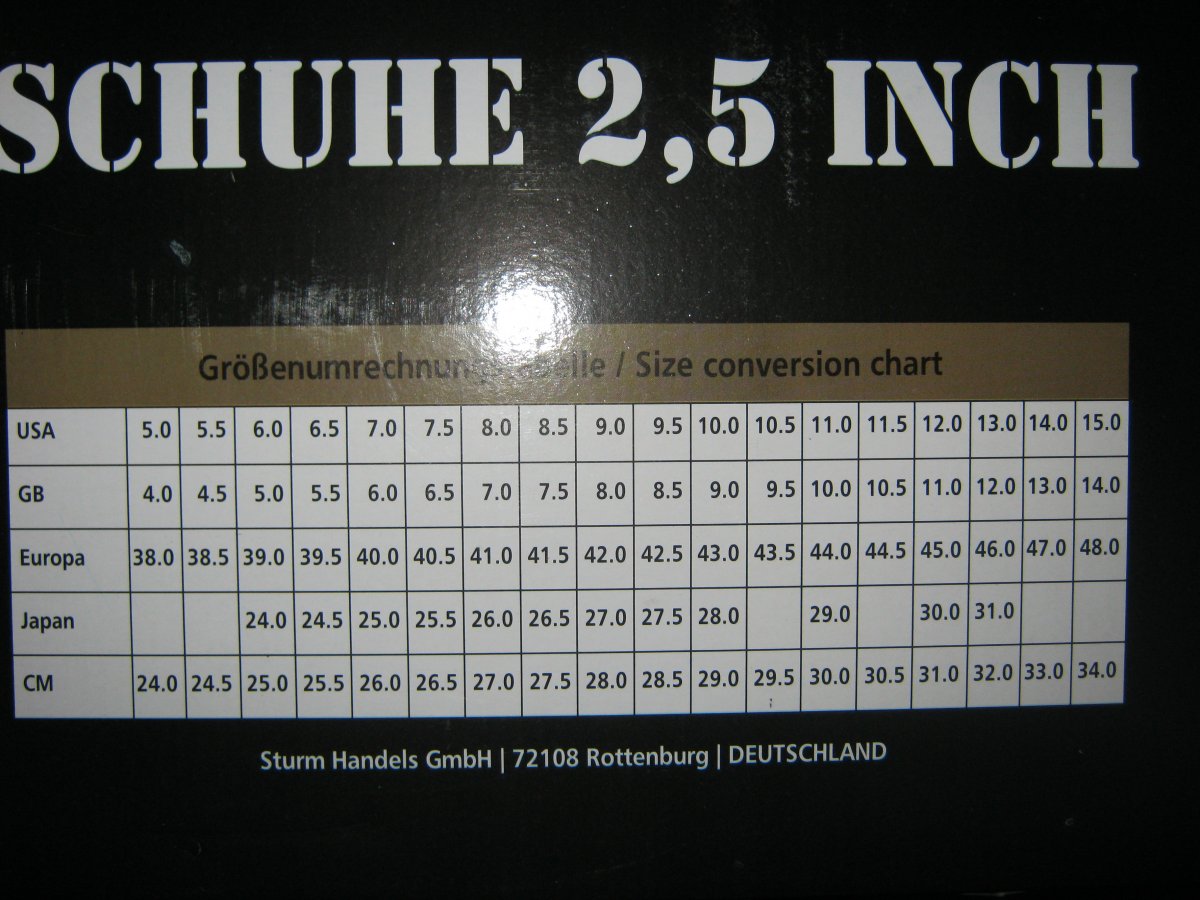 SCHUHE 2,5 INCH
Größenumrechnungstabelle / Size conversion chart
USA 5.0 5.5 6.0 6.5 7.0 7.5 8.0 8.5 9.0 9.5 10.0 10.5 11.0 11.5 12.0 13.0 14.0 15.0
GB 4.0 4.5 5.0 5.5 6.0 6.5 7.0 7.5 8.0 8.5 9.0 9.5 10.0 10.5 11.0 12.0 13.0 14.0
Europa 38.0 38.5 39.0 39.5 40.0 40.5 41.0 41.5 42.0 42.5 43.0 43.5 44.0 44.5 45.0 46.0 47.0 48.0
Japan 24.0 24.5 25.0 25.5 26.0 26.5 27.0 27.5 28.0 29.0 30.0 31.0
CM 24.0 24.5 25.0 25.5 26.0 26.5 27.0 27.5 28.0 28.5 29.0 29.5 30.0 30.5 31.0 32.0 33.0 34.0
Sturm Handels GmbH | 72108 Rottenburg | DEUTSCHLAND